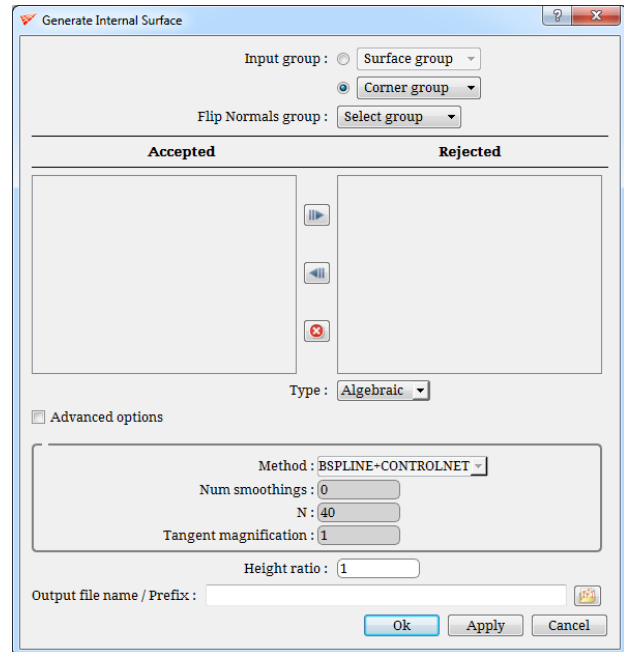 Generate Internal Surface
Input group : Surface group
Corner group
Flip Normals group : Select group
Accepted Rejected
Type : Algebraic
Advanced options
Method : BSPLINE+CONTROLNET
Num smoothings : 0
N : 40
Tangent magnification : 1
Height ratio : 1
Output file name / Prefix :
Ok Apply Cancel